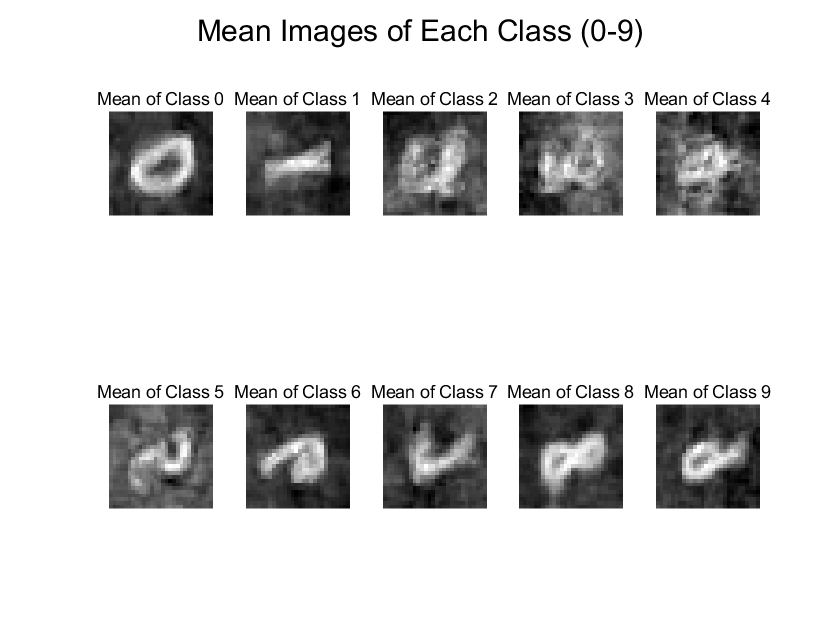 Mean Images of Each Class (0-9)
Mean of Class 0 Mean of Class 1 Mean of Class 2 Mean of Class 3 Mean of Class 4
Mean of Class 5 Mean of Class 6 Mean of Class 7 Mean of Class 8 Mean of Class 9